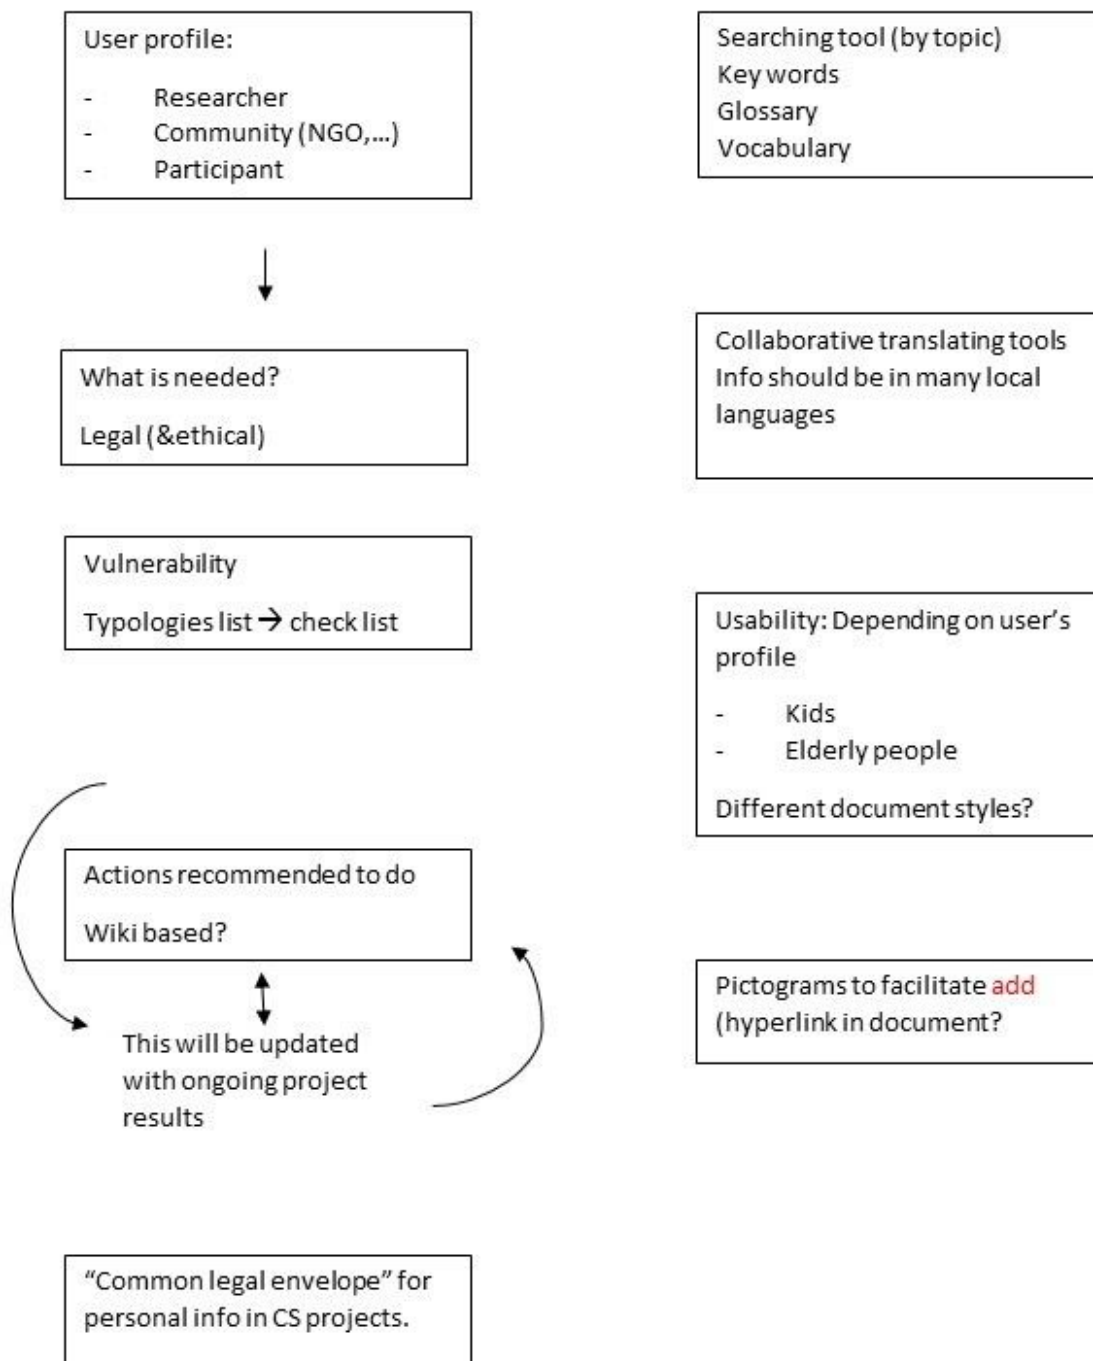 User profile:
- Researcher
- Community (NGO,...)
- Participant
What is needed?
Legal (&ethical)
Vulnerability
Typologies list → check list
Actions recommended to do
Wiki based?
This will be updated
with ongoing project
results
“Common legal envelope” for
personal info in CS projects.
Searching tool (by topic)
Key words
Glossary
Vocabulary
Collaborative translating tools
Info should be in many local
languages
Usability: Depending on user’s
profile
- Kids
- Elderly people
Different document styles?
Pictograms to facilitate add
(hyperlink in document?